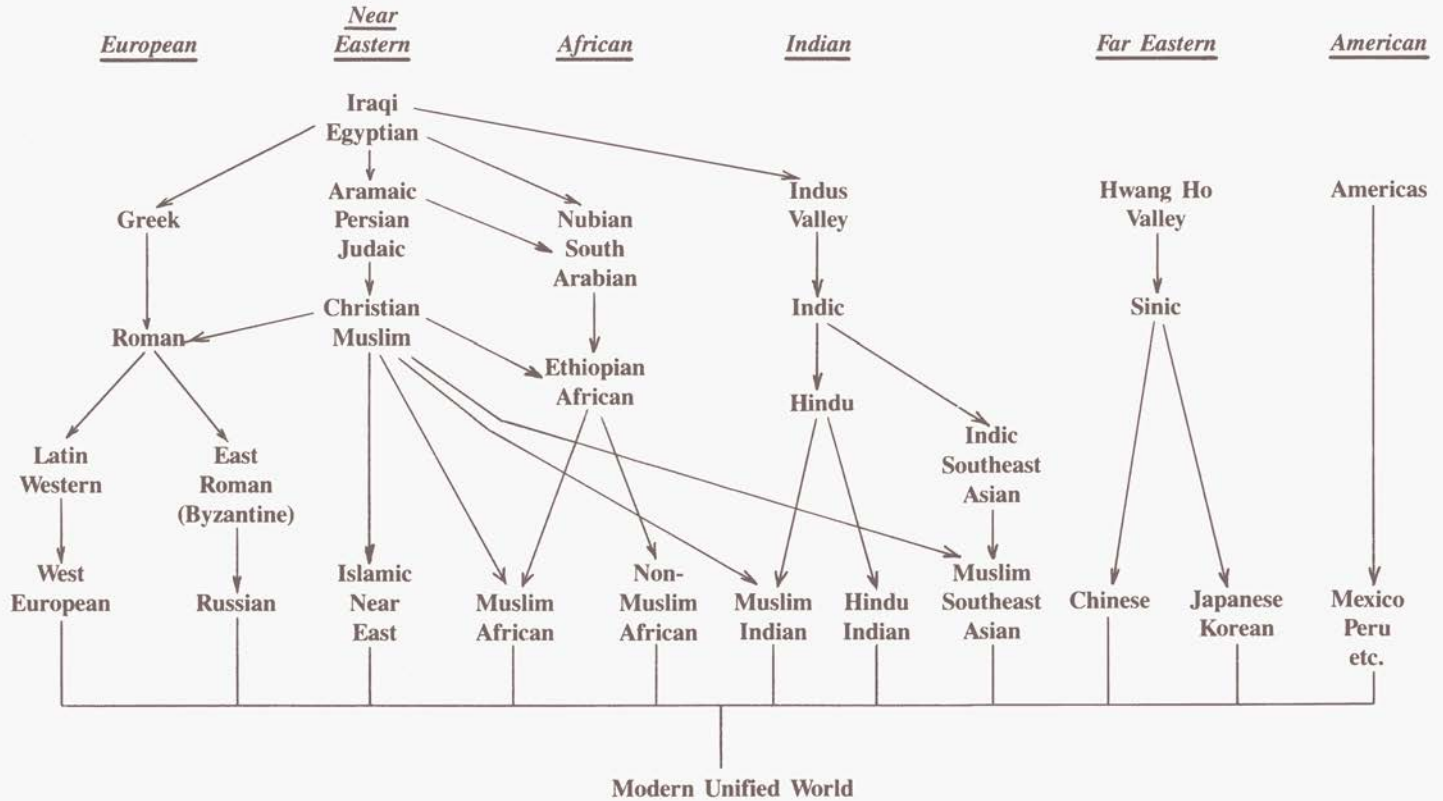 Near
European
Eastern
African
Indian
Far Eastern
American
Iraqi
Egyptian
Greek
Aramaic
Persian
Judaic
Nubian
South
Arabian
Indus
Valley
Hwang Ho
Valley
Americas
Roman
Christian
Muslim
Ethiopian
African
Indic
Sinic
Hindu
Latin
Western
East
Roman
(Byzantine)
Indic
Southeast
Asian
West
European
Russian
Islamic
Near
East
Muslim
African
Non-
Muslim
African
Muslim
Indian
Hindu
Indian
Muslim
Southeast
Asian
Chinese
Japanese
Korean
Mexico
Peru
etc.
Modern Unified World